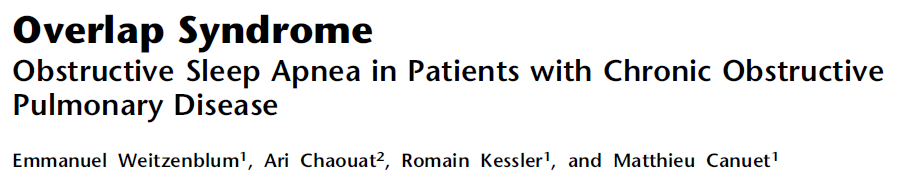 Overlap Syndrome
Obstructive Sleep Apnea in Patients with Chronic Obstructive
Pulmonary Disease
Emmanuel Weitzenblum¹, Ari Chaouat², Romain Kessler¹, and Matthieu Canuet¹